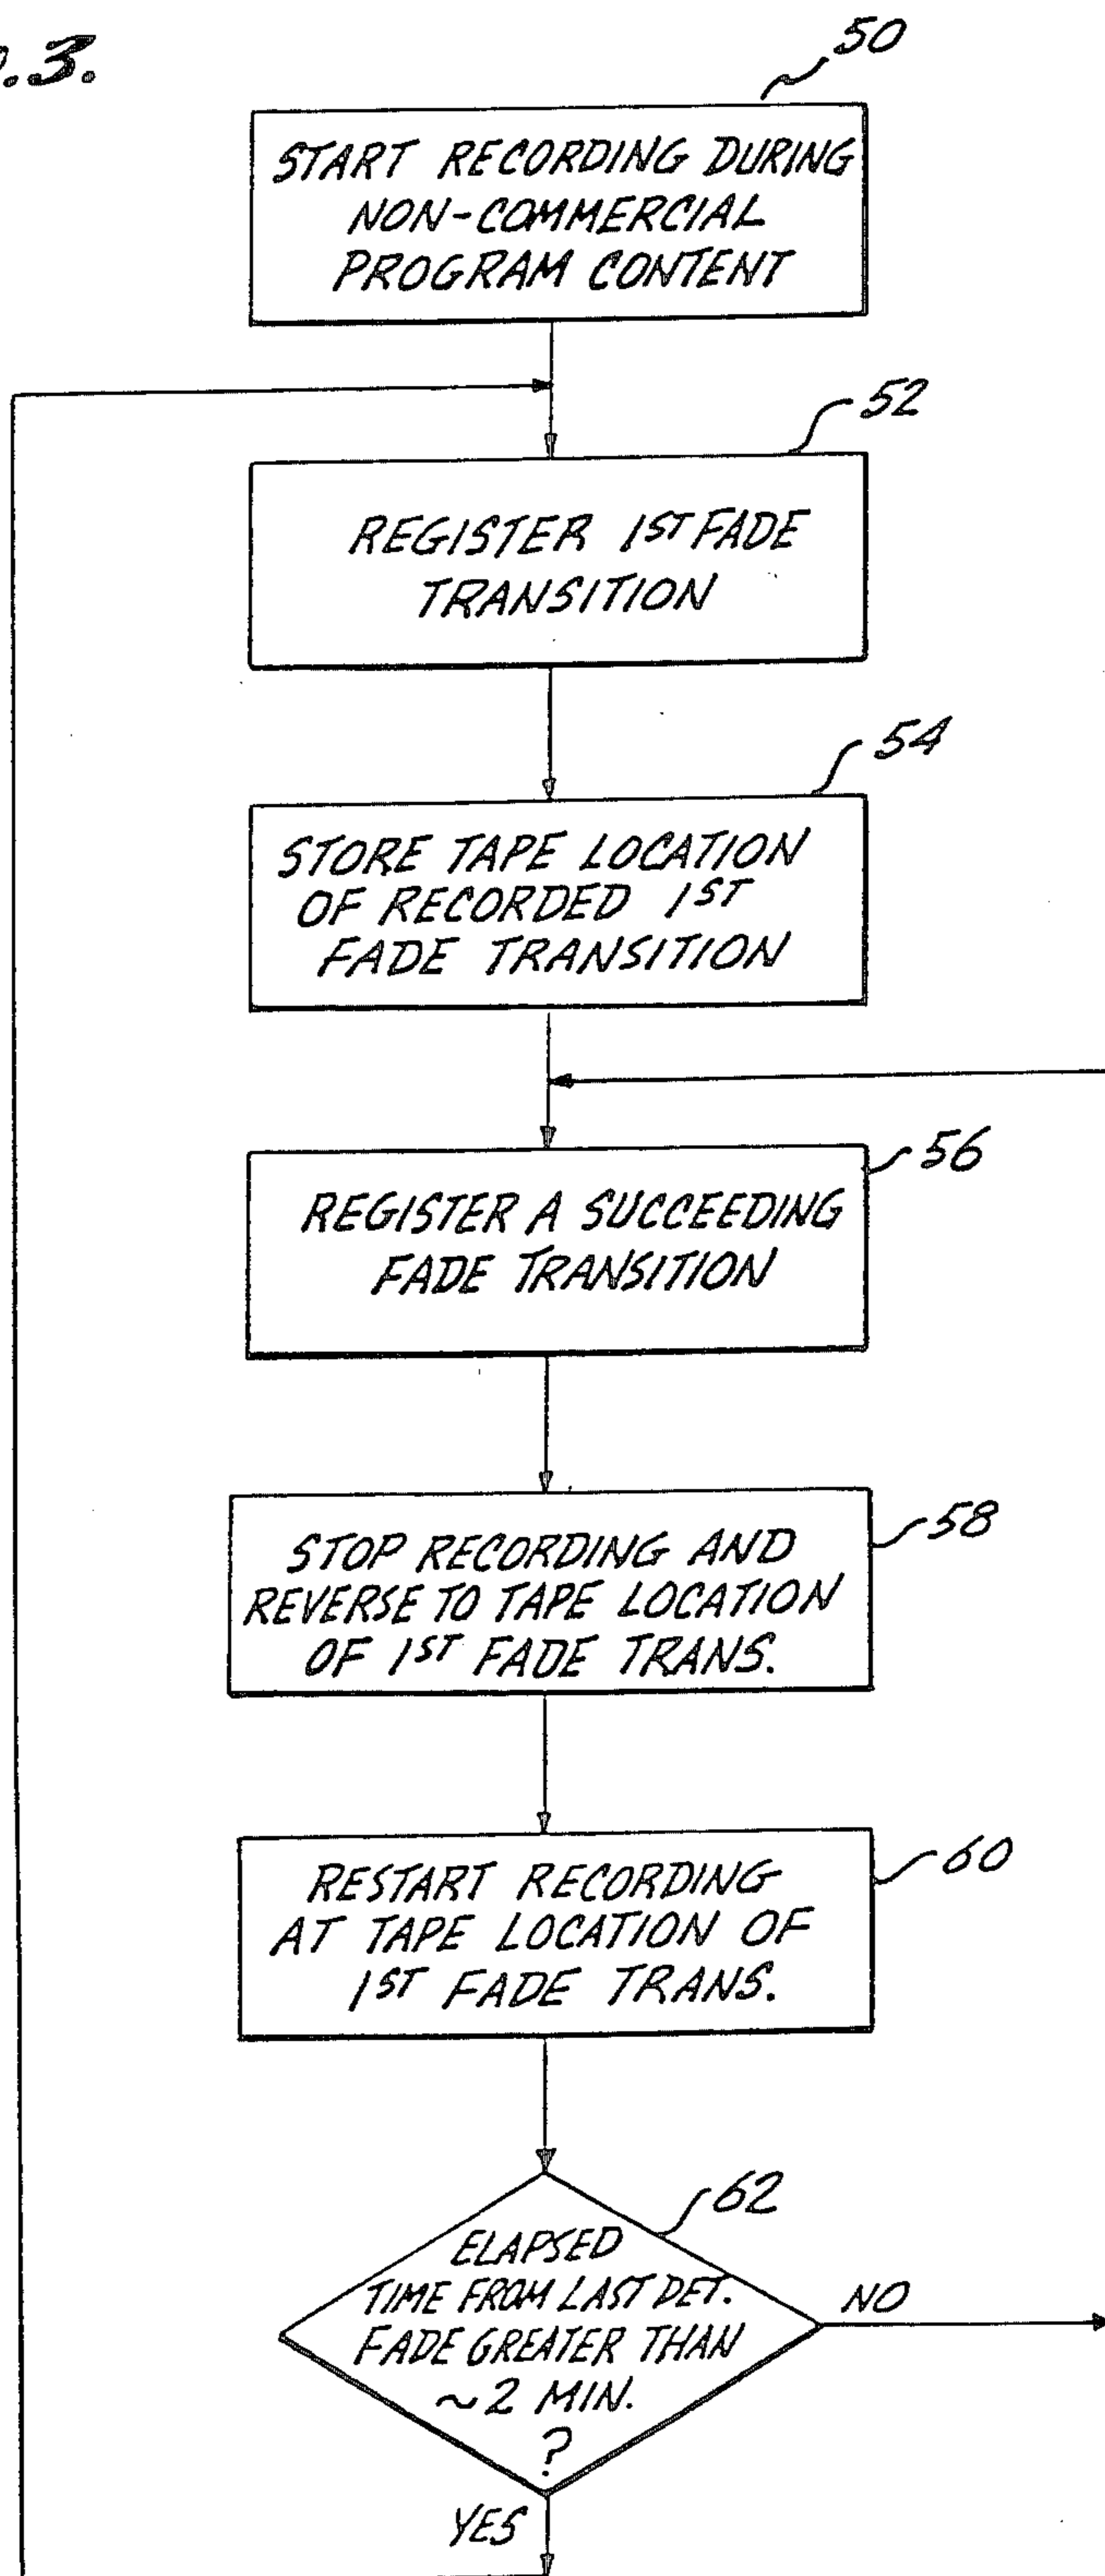 .3.
50
START RECORDING DURING
NON-COMMERCIAL
PROGRAM CONTENT
52
REGISTER 1ST FADE
TRANSITION
54
STORE TAPE LOCATION
OF RECORDED 1ST
FADE TRANSITION
56
REGISTER A SUCCEEDING
FADE TRANSITION
58
STOP RECORDING AND
REVERSE TO TAPE LOCATION
OF 1ST FADE TRANS.
60
RESTART RECORDING
AT TAPE LOCATION OF
1ST FADE TRANS.
62
ELAPSED
TIME FROM LAST DET.
FADE GREATER THAN
~2 MIN.
?
NO
YES